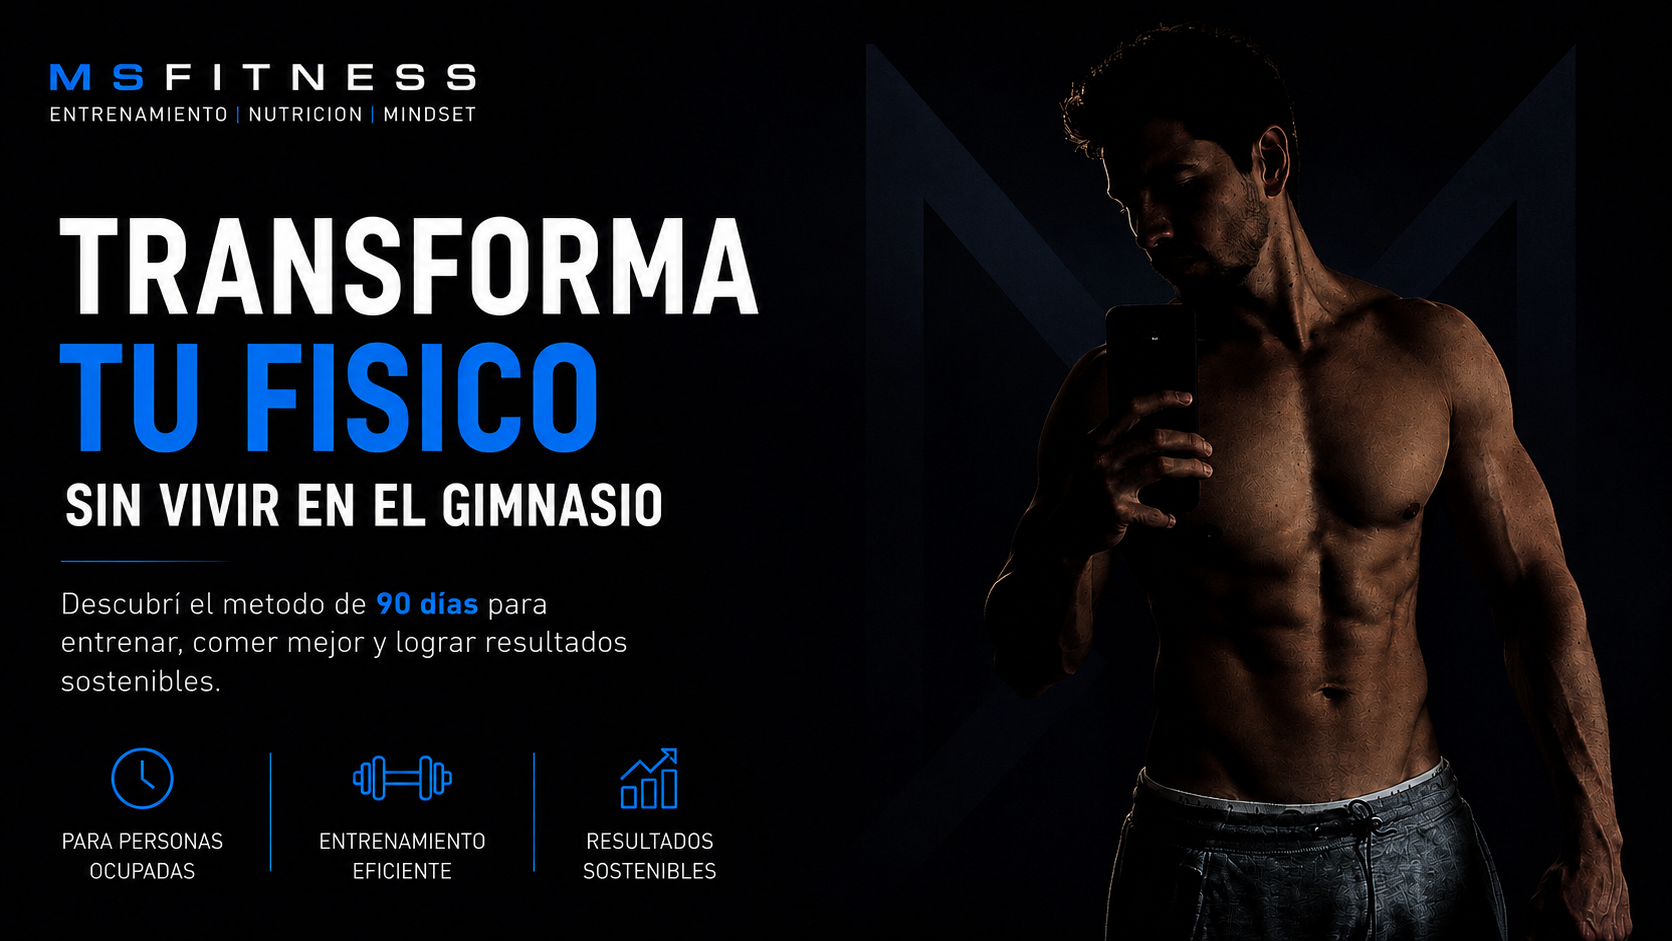 MSFITNESS
ENTRENAMIENTO | NUTRICION | MINDSET
TRANSFORMA
TU FISICO
SIN VIVIR EN EL GIMNASIO
Descubrí el metodo de 90 días para
entrenar, comer mejor y lograr resultados
sostenibles.
PARA PERSONAS
OCUPADAS
ENTRENAMIENTO
EFICIENTE
RESULTADOS
SOSTENIBLES